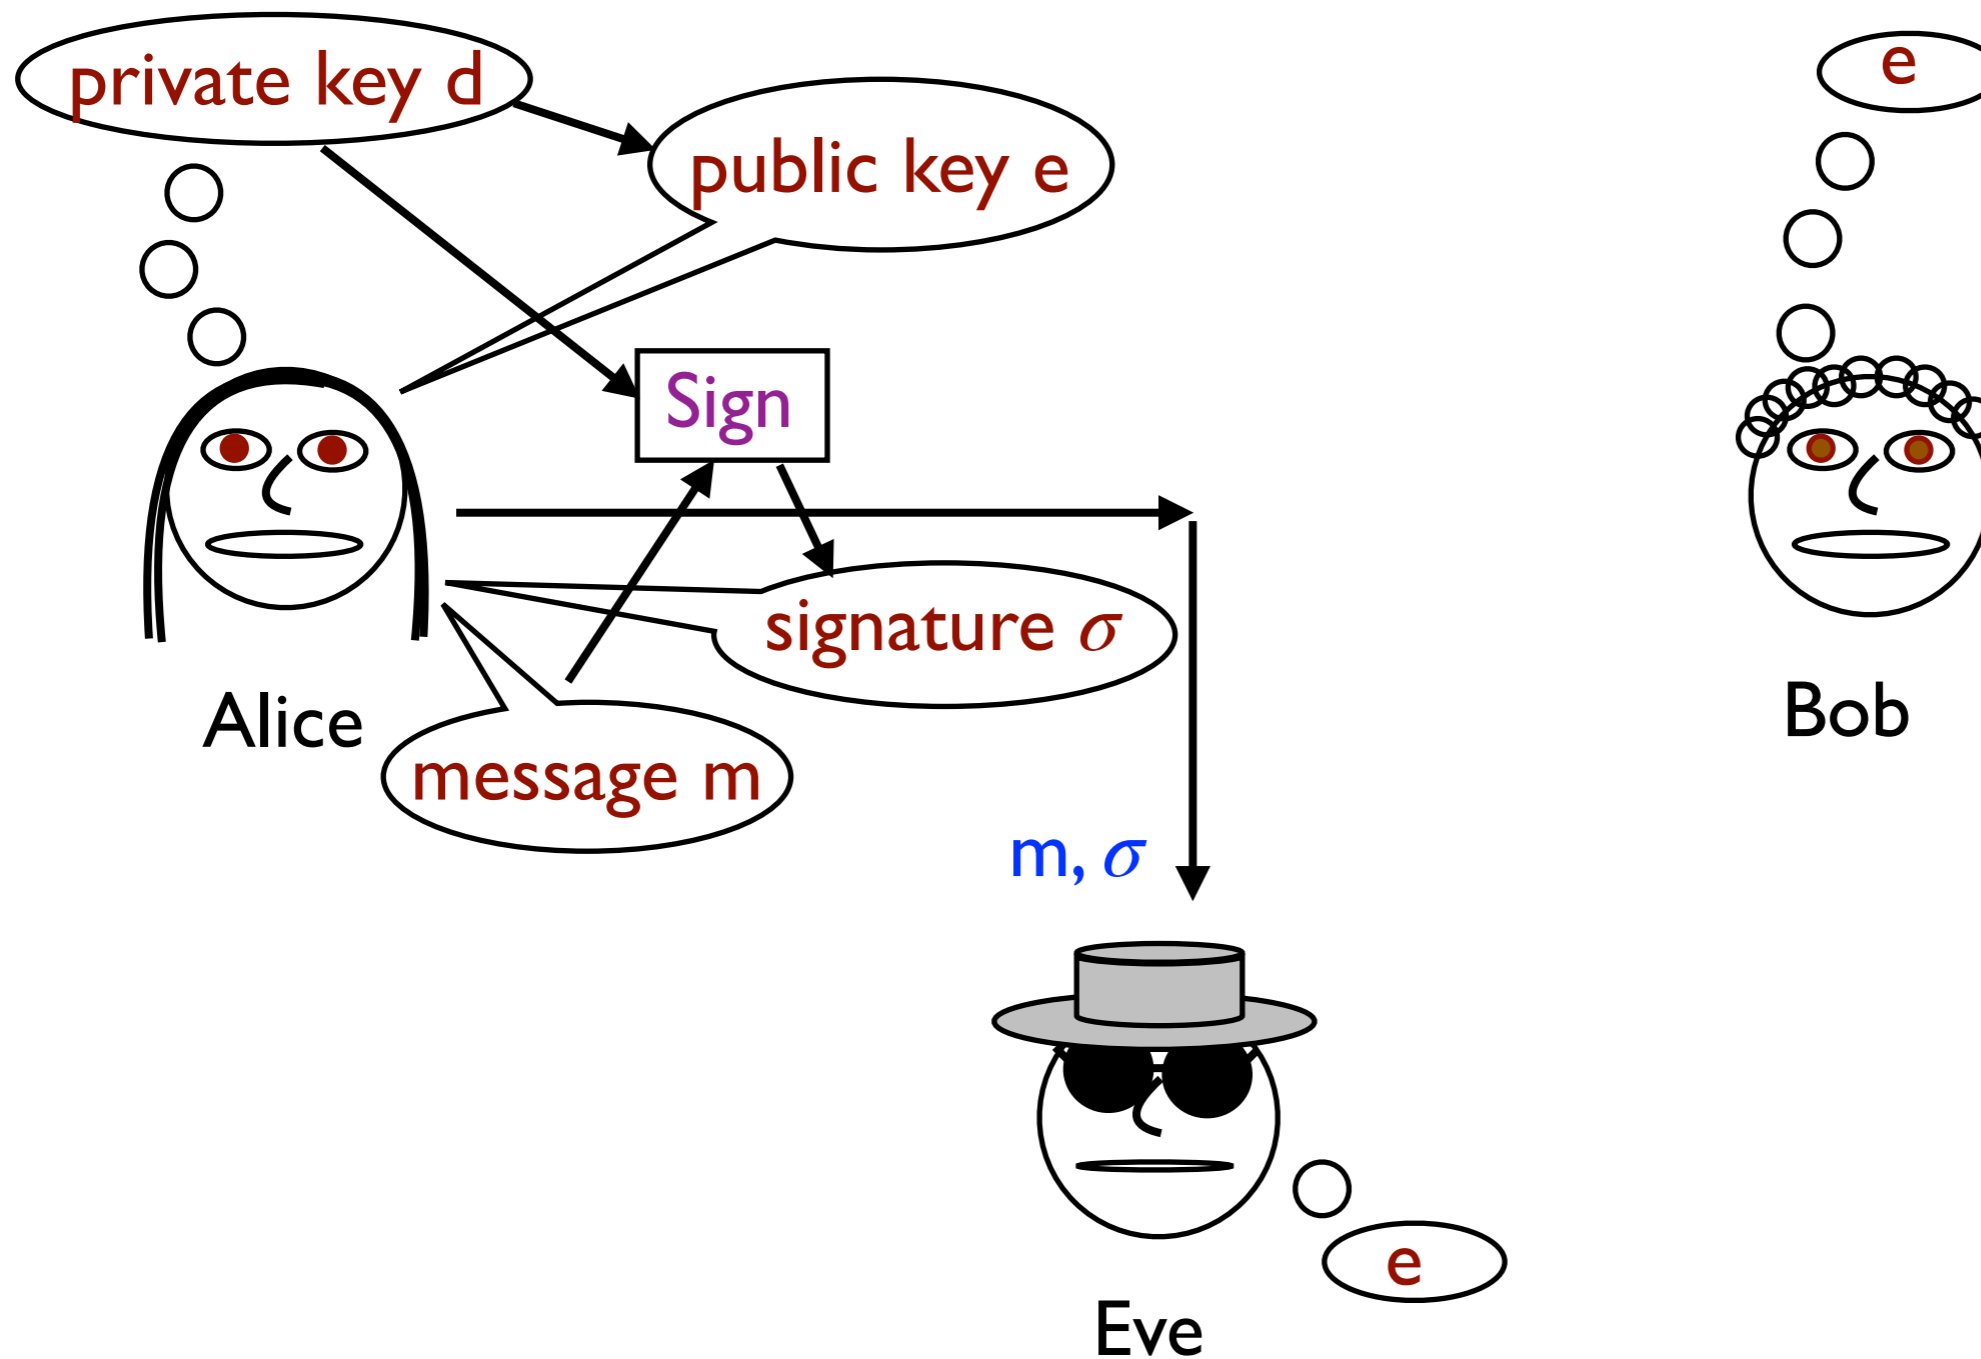 private key d
e
public key e
Sign
signature σ
Alice
Bob
message m
m, σ
e
Eve